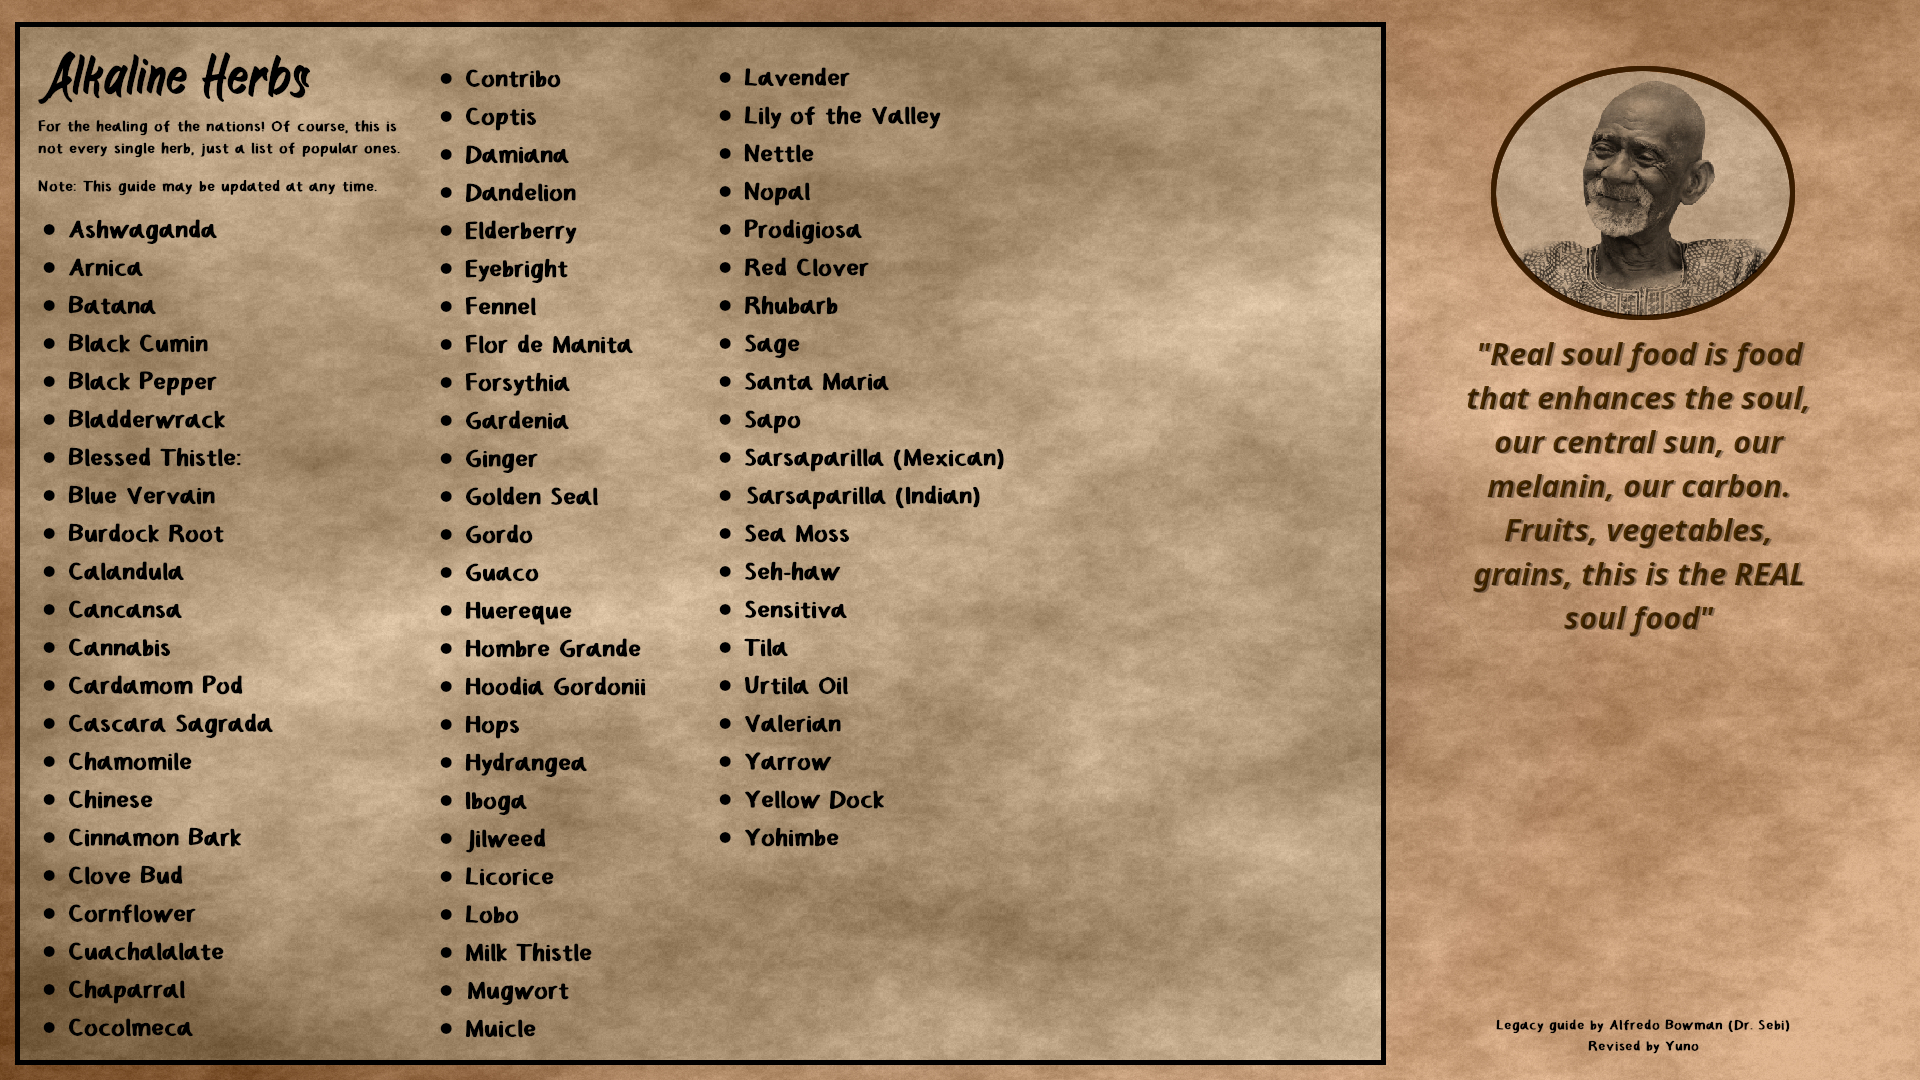 Alkaline Herbs
For the healing of the nations! Of course, this is
not every single herb, just a list of popular ones.
Note: This guide may be updated at any time.
• Ashwaganda
• Arnica
• Batana
• Black Cumin
• Black Pepper
• Bladderwrack
• Blessed Thistle:
• Blue Vervain
• Burdock Root
• Calandula
• Cancansa
• Cannabis
• Cardamom Pod
• Cascara Sagrada
• Chamomile
• Chinese
• Cinnamon Bark
• Clove Bud
• Cornflower
• Cuachalalate
• Chaparral
• Cocolmeca
• Contribo
• Coptis
• Damiana
• Dandelion
• Elderberry
• Eyebright
• Fennel
• Flor de Manita
• Forsythia
• Gardenia
• Ginger
• Golden Seal
• Gordo
• Guaco
• Huereque
• Hombre Grande
• Hoodia Gordonii
• Hops
• Hydrangea
• Iboga
• Jilweed
• Licorice
• Lobo
• Milk Thistle
• Mugwort
• Muicle
• Lavender
• Lily of the Valley
• Nettle
• Nopal
• Prodigiosa
• Red Clover
• Rhubarb
• Sage
• Santa Maria
• Sapo
• Sarsaparilla (Mexican)
• Sarsaparilla (Indian)
• Sea Moss
• Seh-haw
• Sensitiva
• Tila
• Urtila Oil
• Valerian
• Yarrow
• Yellow Dock
• Yohimbe
"Real soul food is food
that enhances the soul,
our central sun, our
melanin, our carbon.
Fruits, vegetables,
grains, this is the REAL
soul food"
Legacy guide by Alfredo Bowman (Dr. Sebi)
Revised by Yuno